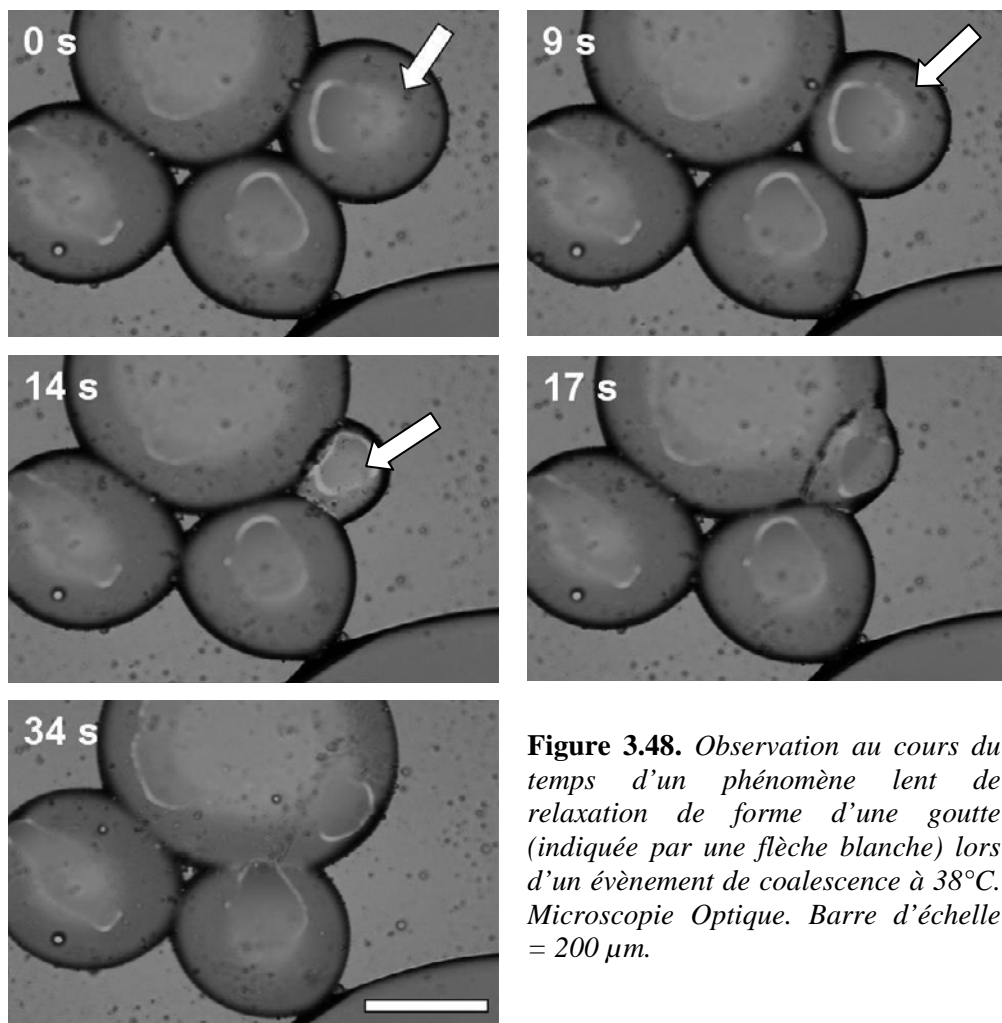 0 s
9 s
14 s
17 s
34 s
Figure 3.48. Observation au cours du
temps d'un phénomène lent de
relaxation de forme d'une goutte
(indiquée par une flèche blanche) lors
d'un évènement de coalescence à 38°C.
Microscopie Optique. Barre d'échelle
= 200 µm.